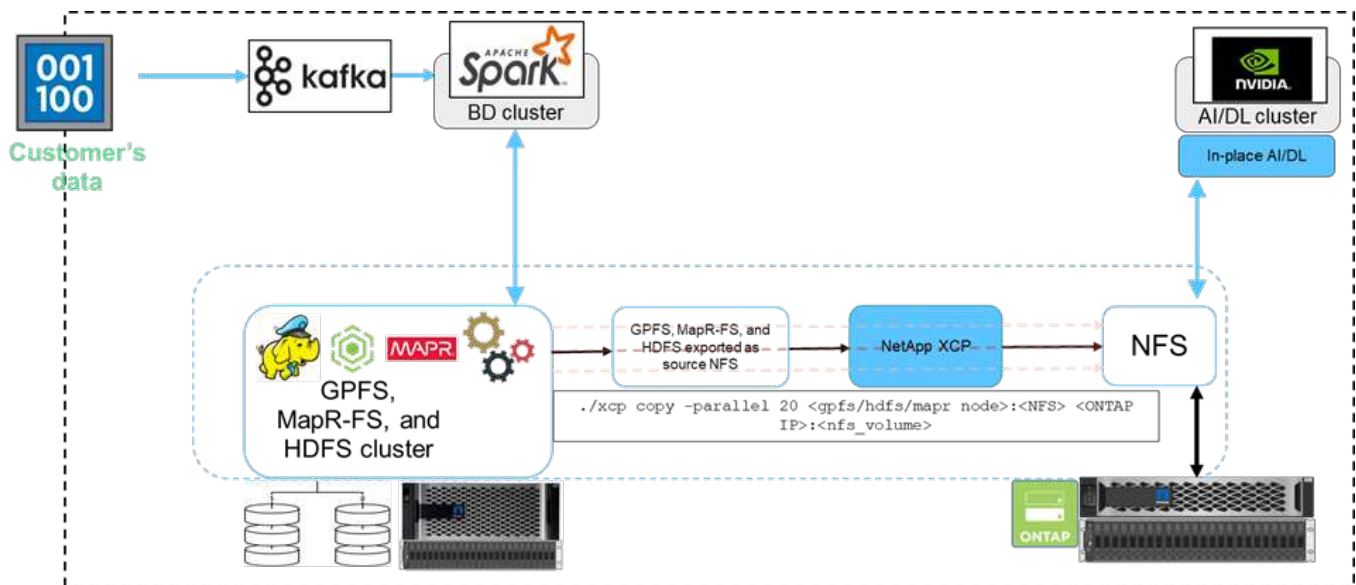 001
100
Customer's
data
kafka
APACHE
Spark™
BD cluster
NVIDIA.
AI/DL cluster
In-place AI/DL
MAPR
GPFS,
MapR-FS, and
HDFS cluster
GPFS, MapR-FS, and
HDFS exported as
source NFS
NetApp XCP
NFS
./xcp copy -parallel 20 <gpfs/hdfs/mapr node>:<NFS> <ONTAP
IP>:<nfs_volume>
ONTAP